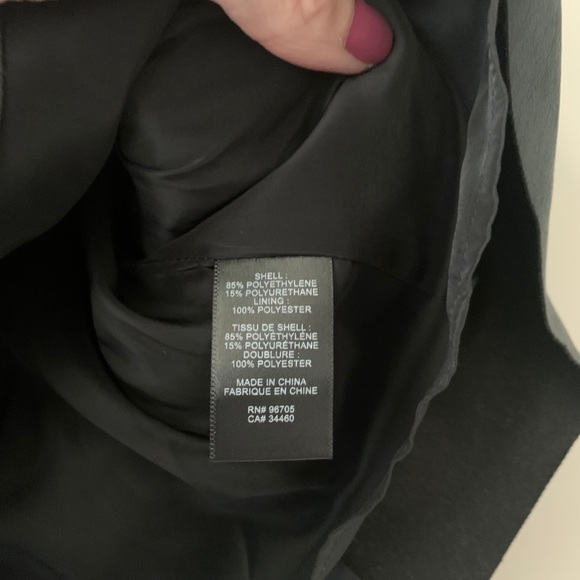 SHELL :
85% POLYETHYLENE
15% POLYURETHANE
LINING :
100% POLYESTER
TISSU DE SHELL :
85% POLYÉTHYLÈNE
15% POLYURÉTHANE
DOUBLURE :
100% POLYESTER
MADE IN CHINA
FABRIQUE EN CHINE
RN# 96705
CA# 34460